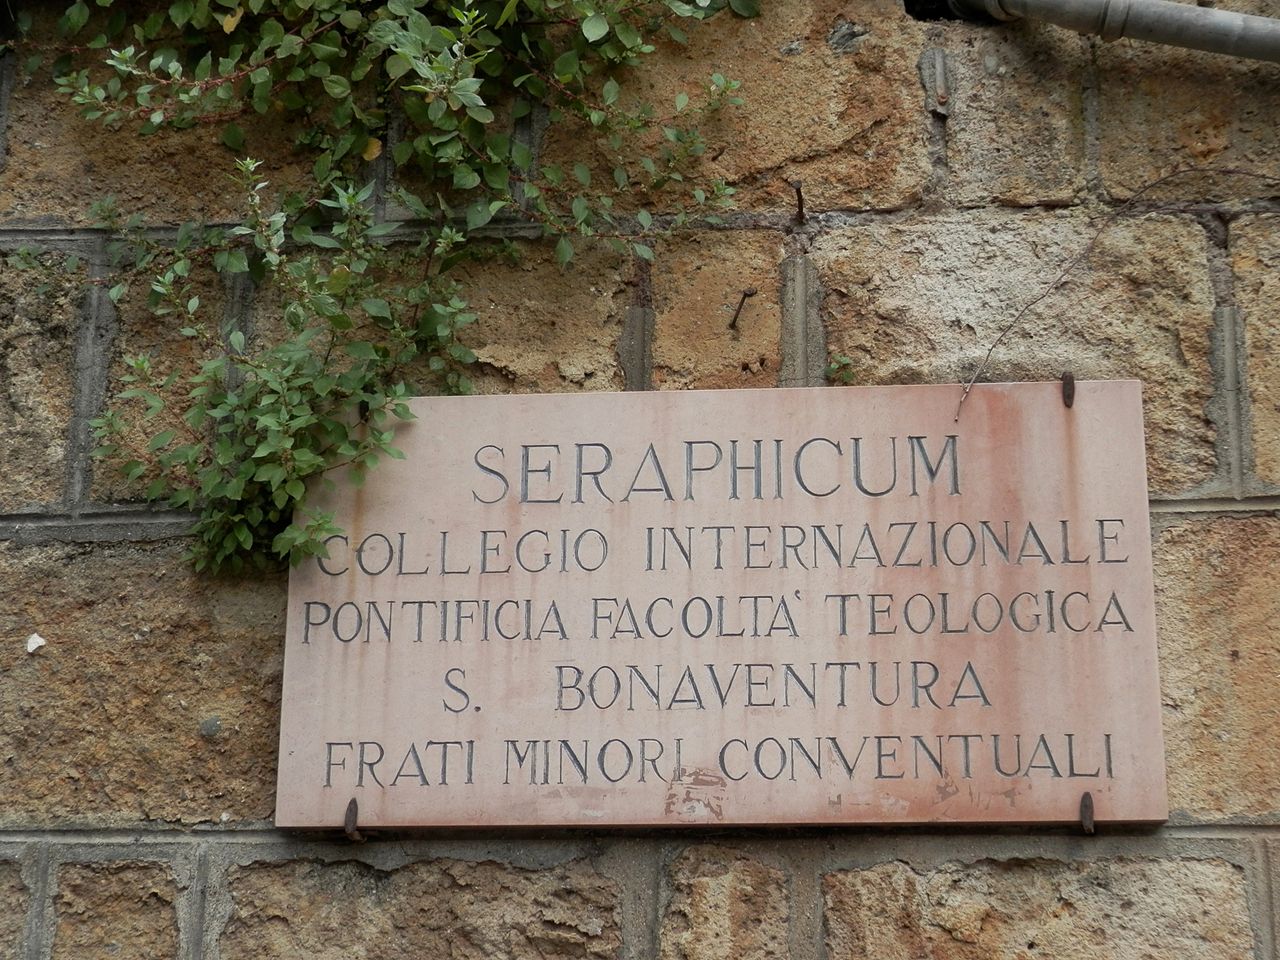 SERAPHICUM
COLLEGIO INTERNAZIONALE
PONTIFICIA FACOLTA' TEOLOGICA
S. BONAVENTURA
FRATI MINORI CONVENTUALI